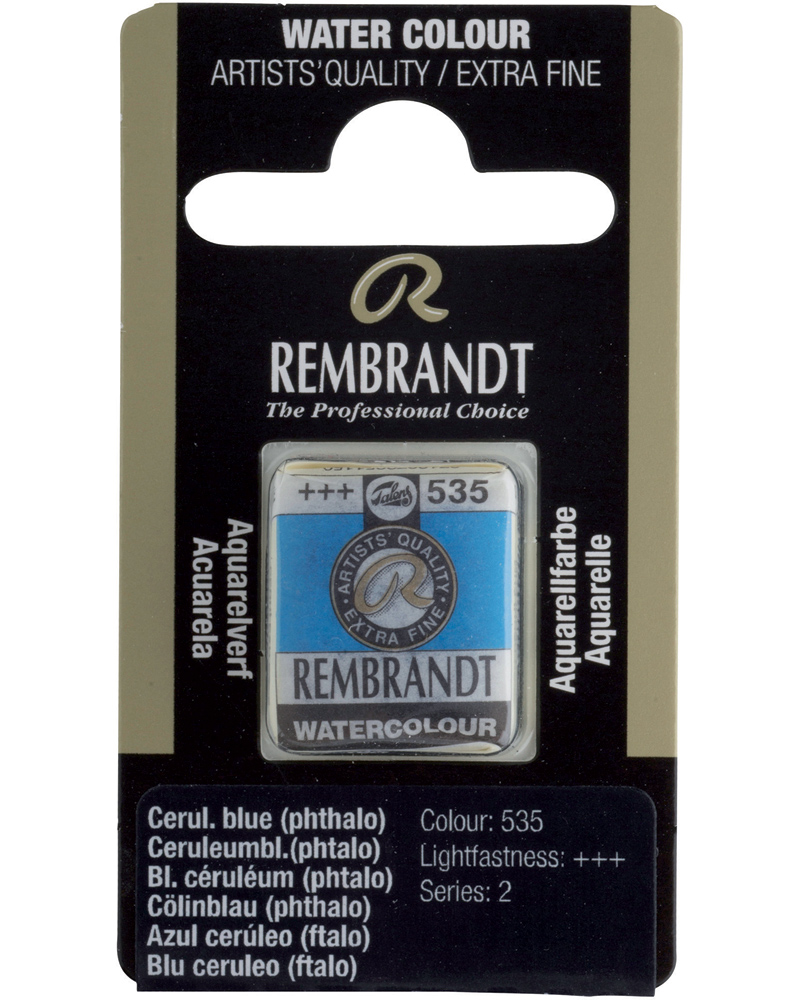 WATER COLOUR
ARTISTS' QUALITY / EXTRA FINE
R
REMBRANDT
The Professional Choice
+++ Talens 535
ARTISTS' QUALITY
R
EXTRA FINE
REMBRANDT
WATERCOLOUR
Aquarelverf
Acuarela
Aquarellfarbe
Aquarelle
Cerul. blue (phthalo)
Ceruleumbl.(phtalo)
Bl. céruléum (phtalo)
Cölinblau (phthalo)
Azul cerúleo (ftalo)
Blu ceruleo (ftalo)
Colour: 535
Lightfastness: +++
Series: 2